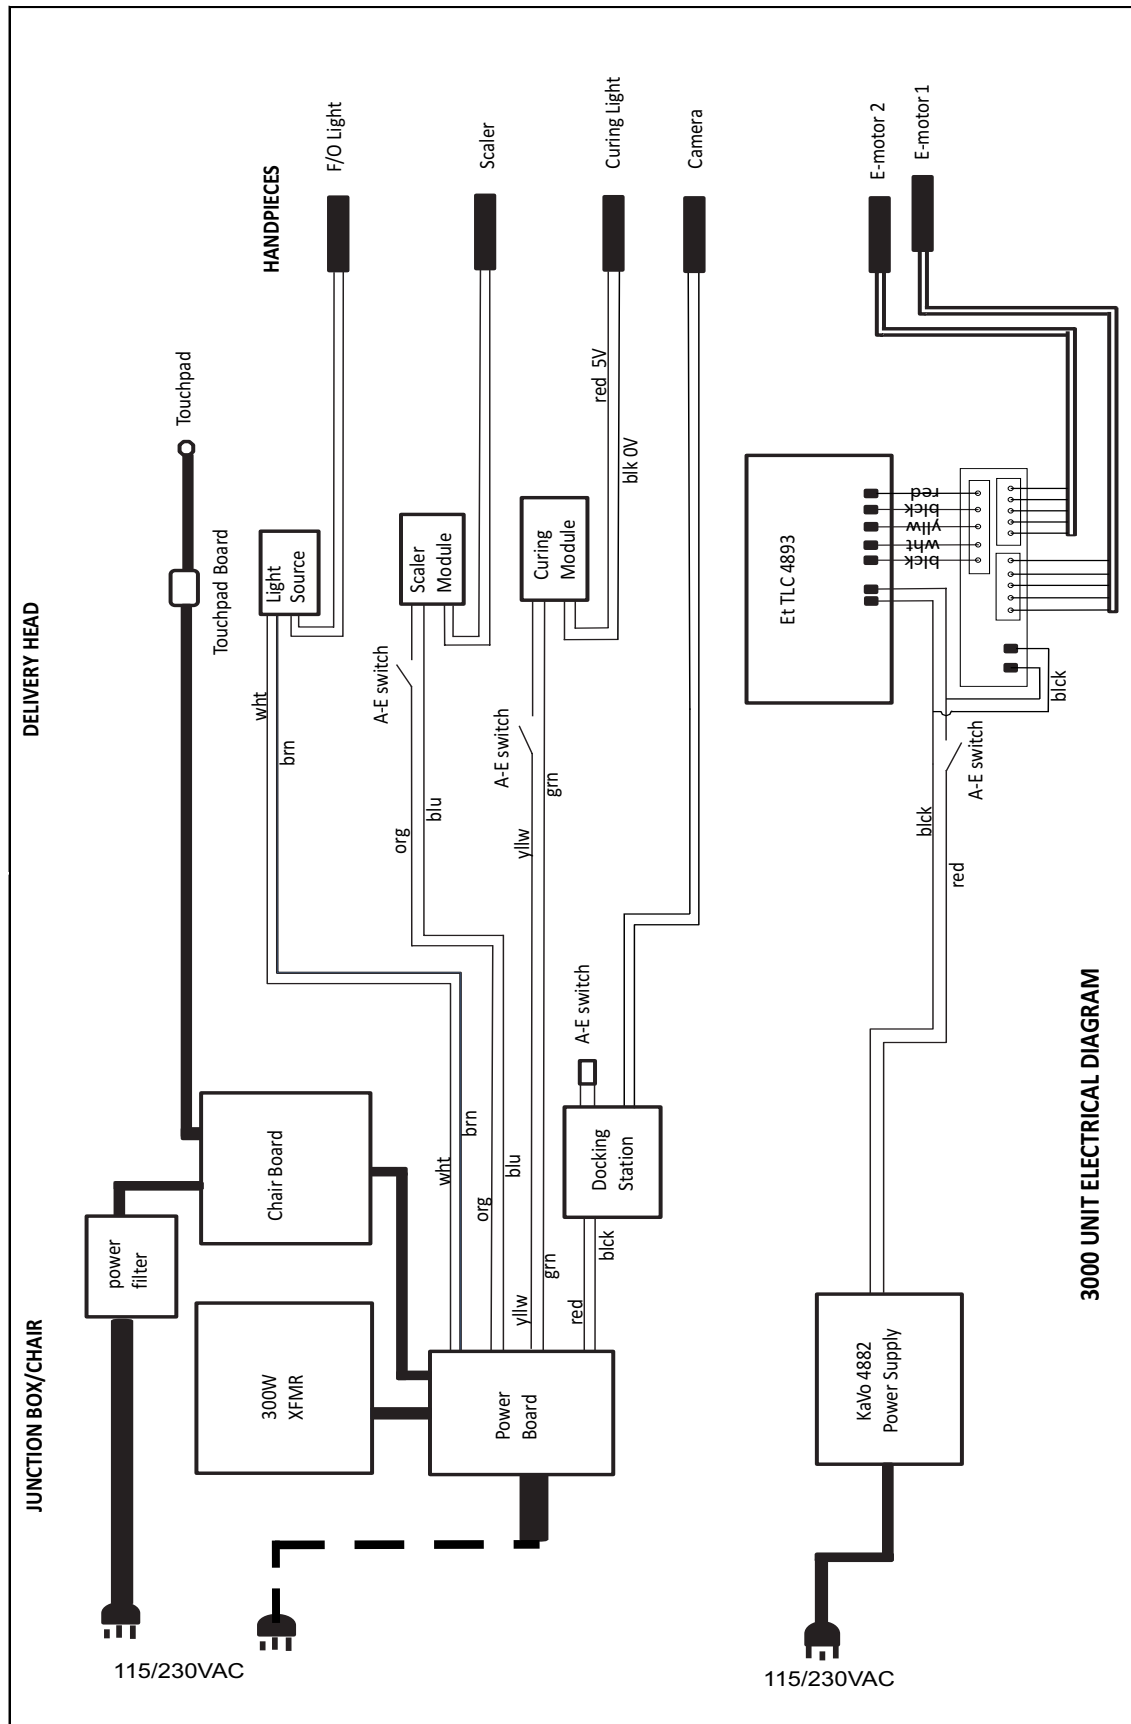 3000 UNIT ELECTRICAL DIAGRAM
JUNCTION BOX/CHAIR
DELIVERY HEAD
HANDPIECES
115/230VAC
power
filter
300W
XFMR
Chair Board
Power
Board
Touchpad Board
Touchpad
wht
brn
wht
brn
Light
Source
F/O Light
org
blu
org
blu
A-E switch
Scaler
Module
Scaler
yllw
grn
yllw
grn
A-E switch
Curing
Module
red 5V
blk 0V
Curing Light
red
blck
Docking
Station
A-E switch
Camera
115/230VAC
KaVo 4882
Power Supply
blck
red
A-E switch
blck
Et TLC 4893
red
blck
yllw
wht
blck
E-motor 2
E-motor 1